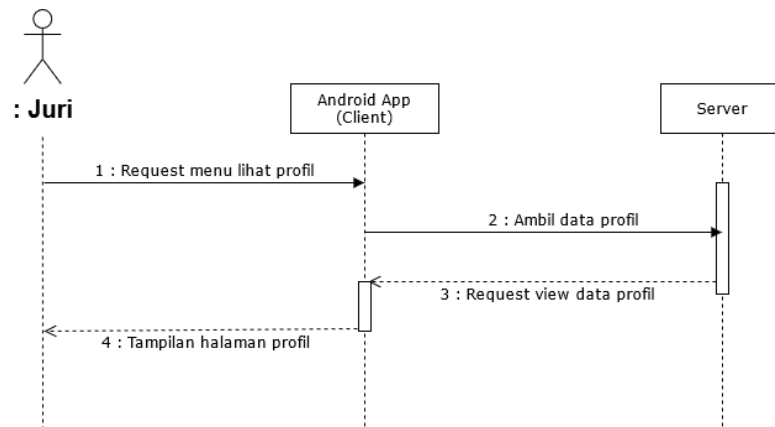 : Juri
Android App
(Client)
Server
1 : Request menu lihat profil
2 : Ambil data profil
3 : Request view data profil
4 : Tampilan halaman profil